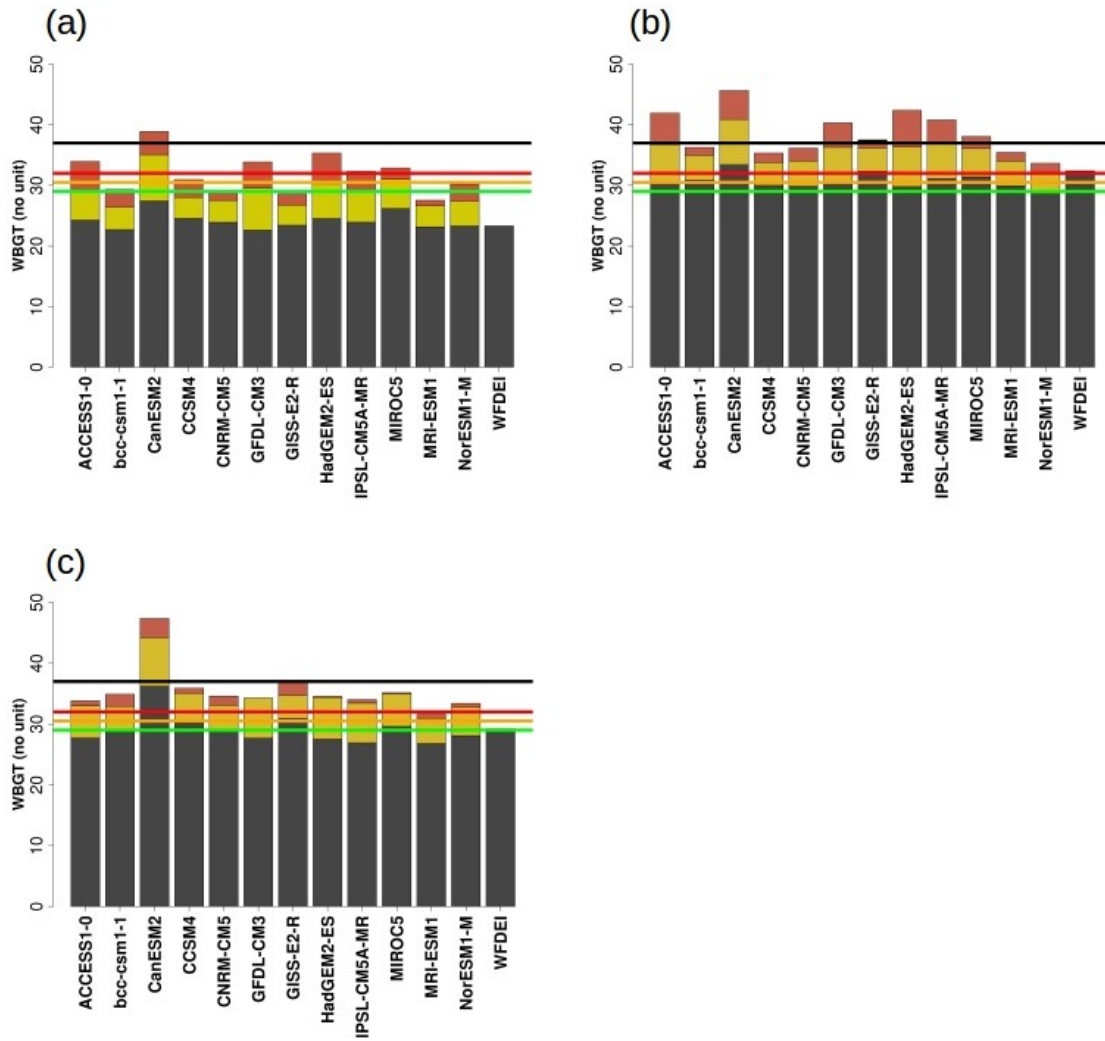 (a)
WBGT (no unit)
50
40
30
20
10
0
ACCESS1-0
bcc-csm1-1
CanESM2
CCSM4
CNRM-CM5
GFDL-CM3
GISS-E2-R
HadGEM2-ES
IPSL-CM5A-MR
MIROC5
MRI-ESM1
NorESM1-M
WFDEI
(b)
WBGT (no unit)
50
40
30
20
10
0
ACCESS1-0
bcc-csm1-1
CanESM2
CCSM4
CNRM-CM5
GFDL-CM3
GISS-E2-R
HadGEM2-ES
IPSL-CM5A-MR
MIROC5
MRI-ESM1
NorESM1-M
WFDEI
(c)
WBGT (no unit)
50
40
30
20
10
0
ACCESS1-0
bcc-csm1-1
CanESM2
CCSM4
CNRM-CM5
GFDL-CM3
GISS-E2-R
HadGEM2-ES
IPSL-CM5A-MR
MIROC5
MRI-ESM1
NorESM1-M
WFDEI